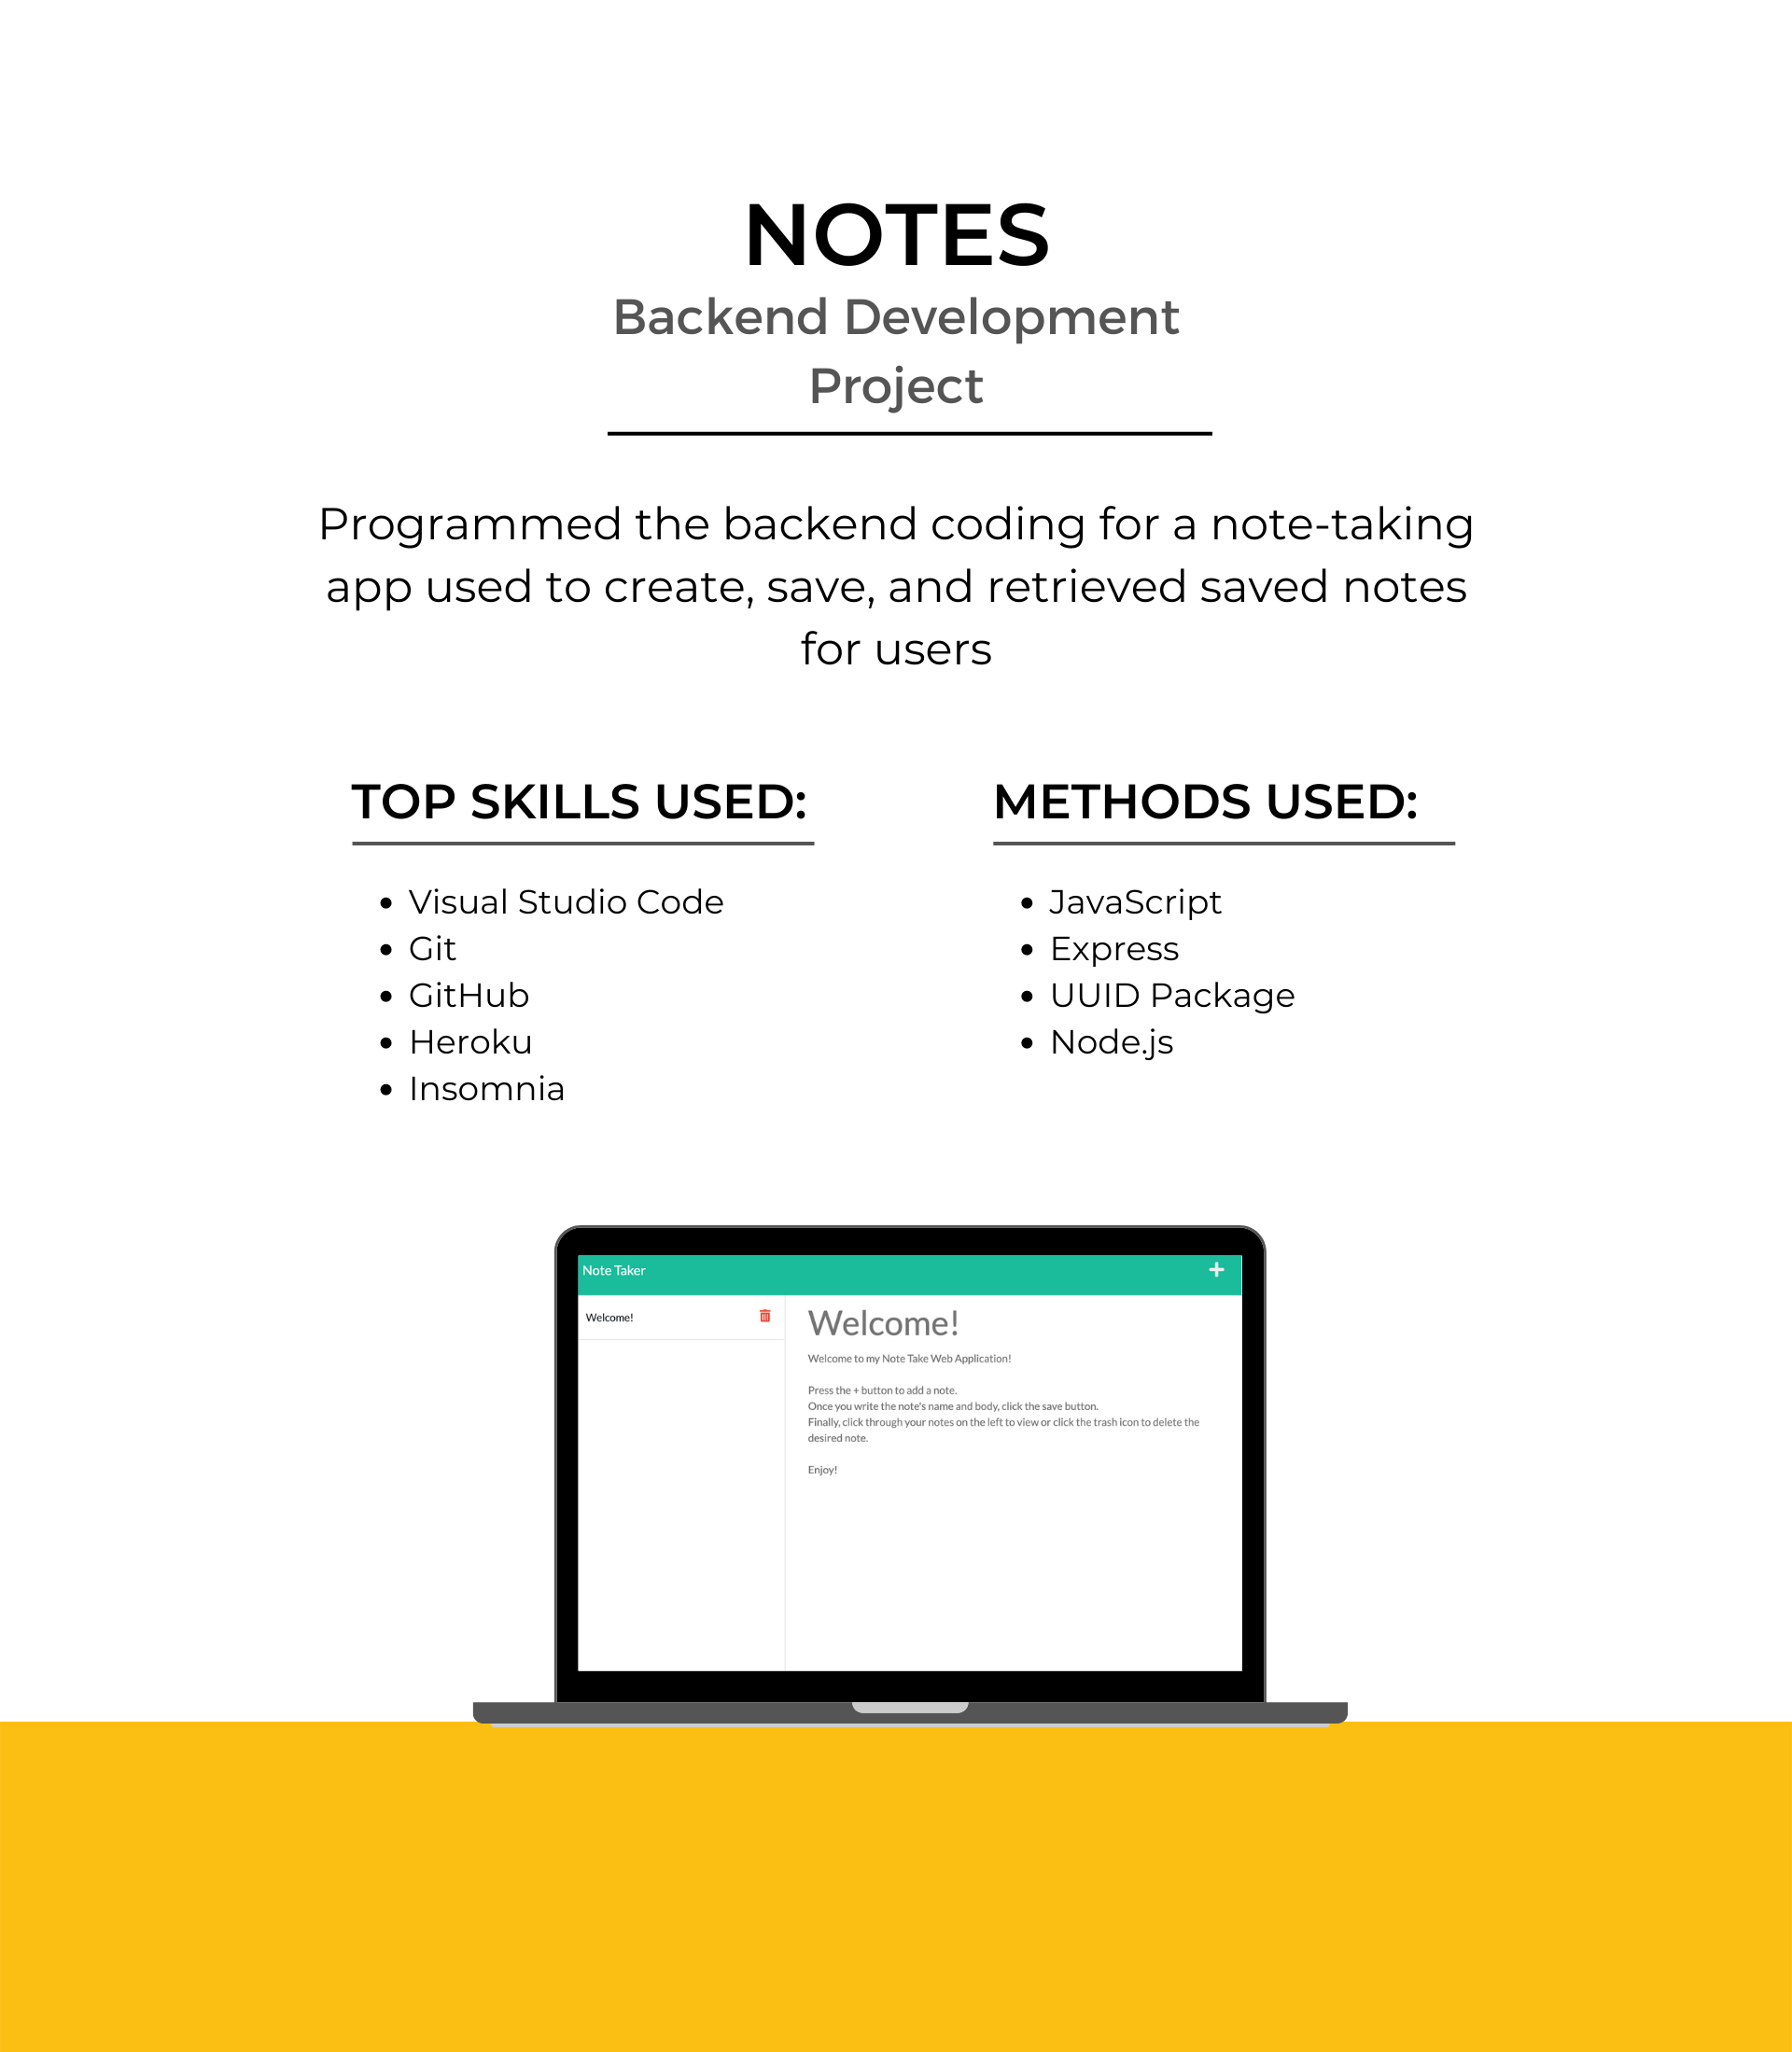 NOTES
Backend Development
Project
Programmed the backend coding for a note-taking
app used to create, save, and retrieved saved notes
for users
TOP SKILLS USED:
• Visual Studio Code
• Git
• GitHub
• Heroku
• Insomnia
METHODS USED:
• JavaScript
• Express
• UUID Package
• Node.js
Note Taker +
Welcome!
Welcome!
Welcome to my Note Take Web Application!
Press the + button to add a note.
Once you write the note's name and body, click the save button.
Finally, click through your notes on the left to view or click the trash icon to delete the
desired note.
Enjoy!